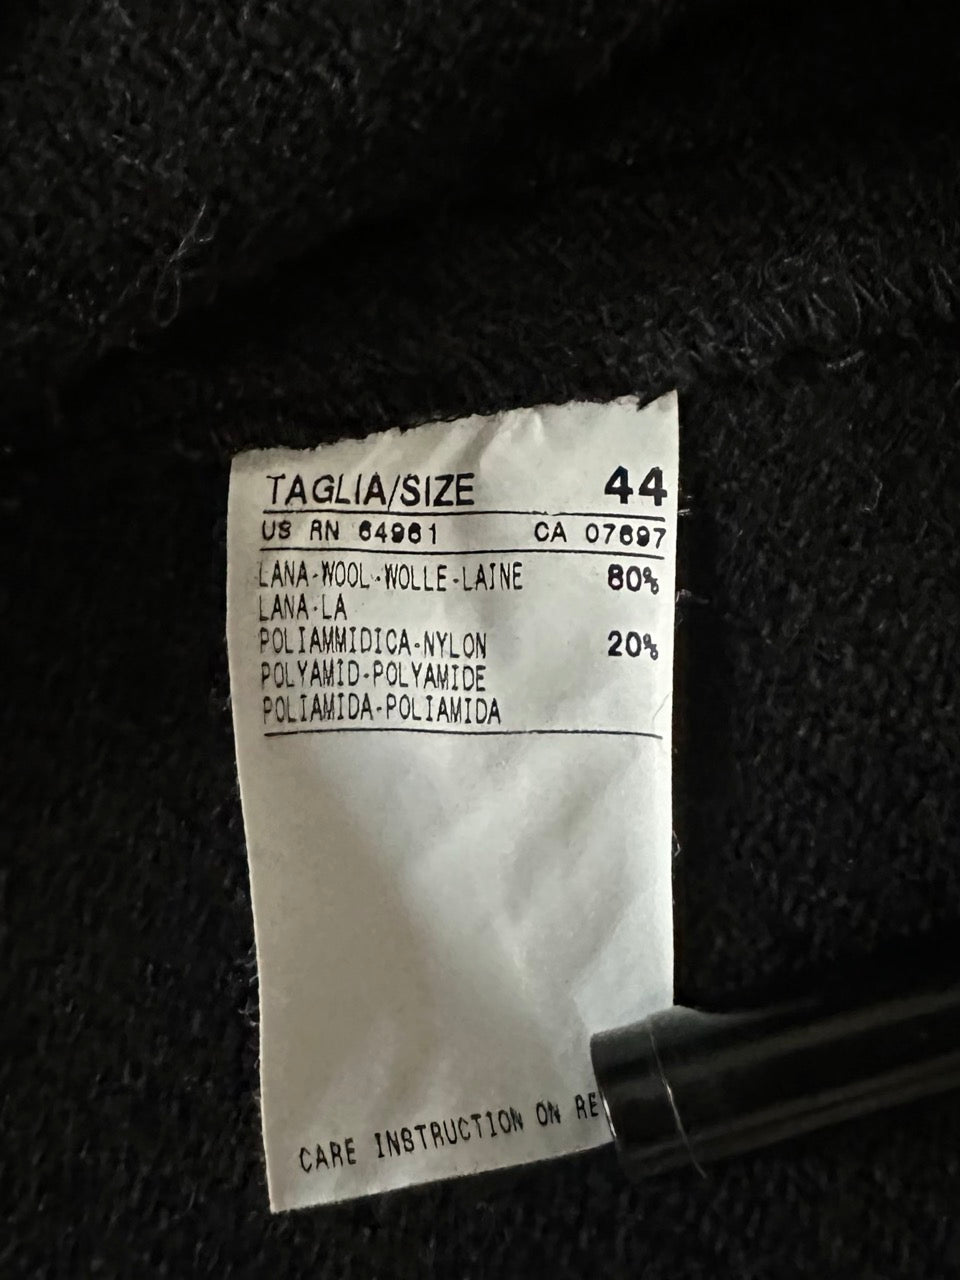 TAGLIA/SIZE 44
US RN 64961 CA 07697
LANA-WOOL-WOLLE-LAINE 80%
LANA-LA
POLIAMMIDICA-NYLON 20%
POLYAMID-POLYAMIDE
POLIAMIDA-POLIAMIDA
CARE INSTRUCTION ON RE